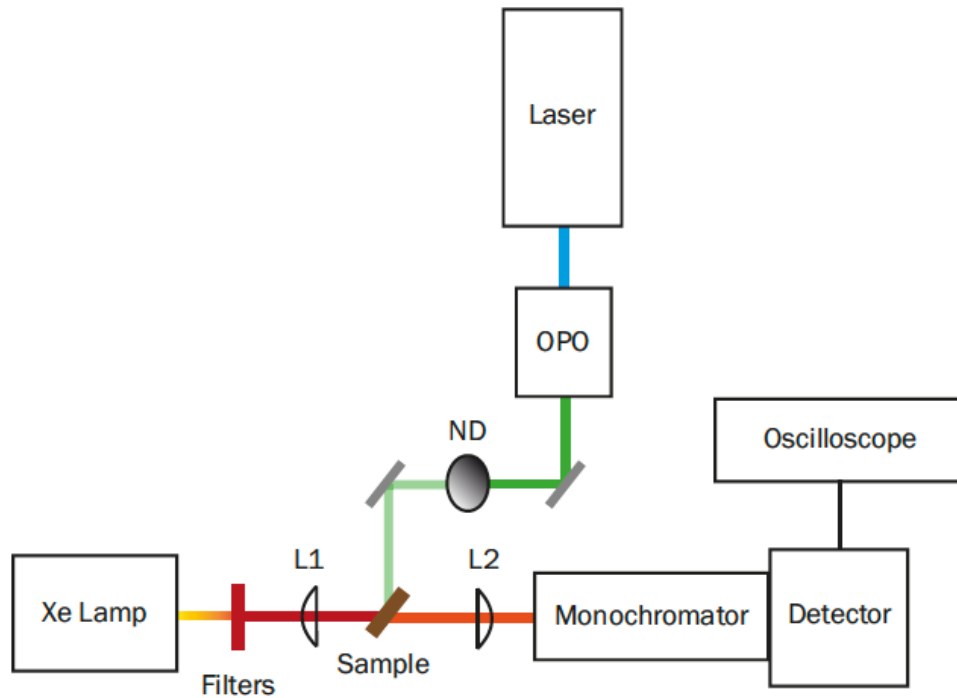 Laser
OPO
ND
Oscilloscope
L1
L2
Xe Lamp
Monochromator
Detector
Sample
Filters